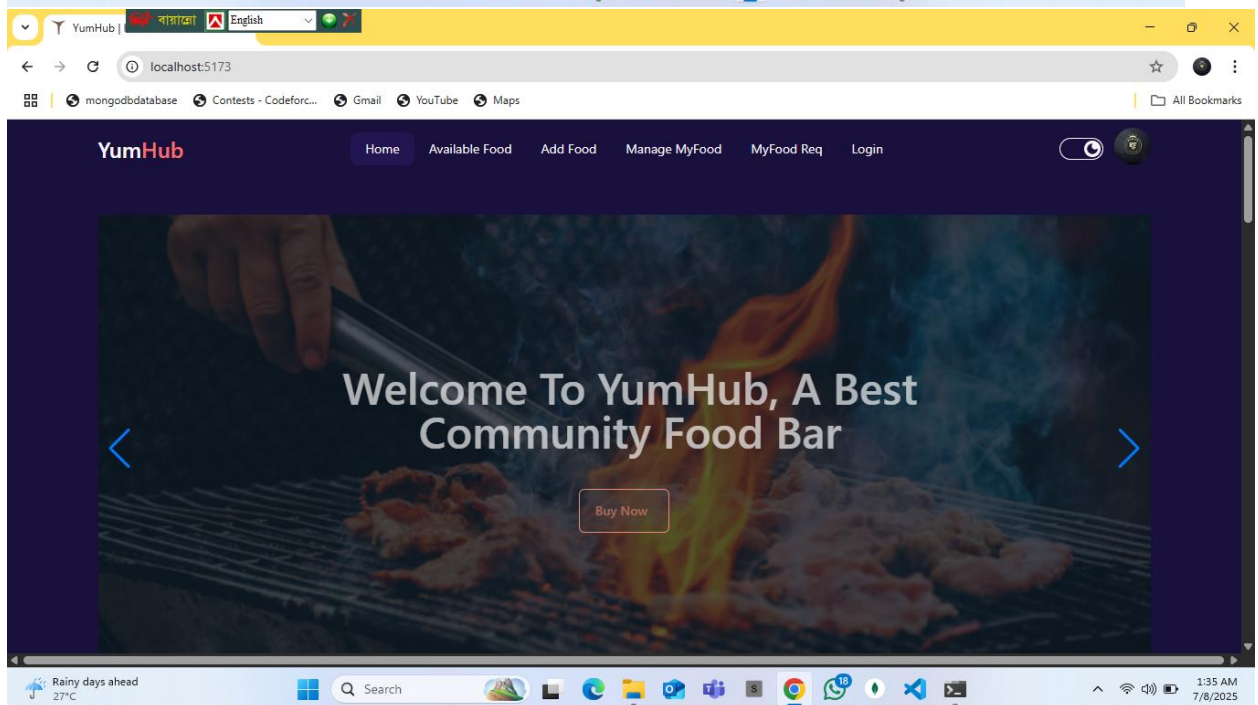 YumHub |
বায়ান্নো English
localhost:5173
mongodbdatabase Contests - Codeforc... Gmail YouTube Maps All Bookmarks
YumHub Home Available Food Add Food Manage MyFood MyFood Req Login
Welcome To YumHub, A Best
Community Food Bar
Buy Now
Rainy days ahead
27°C
Search
18
1:35 AM
7/8/2025